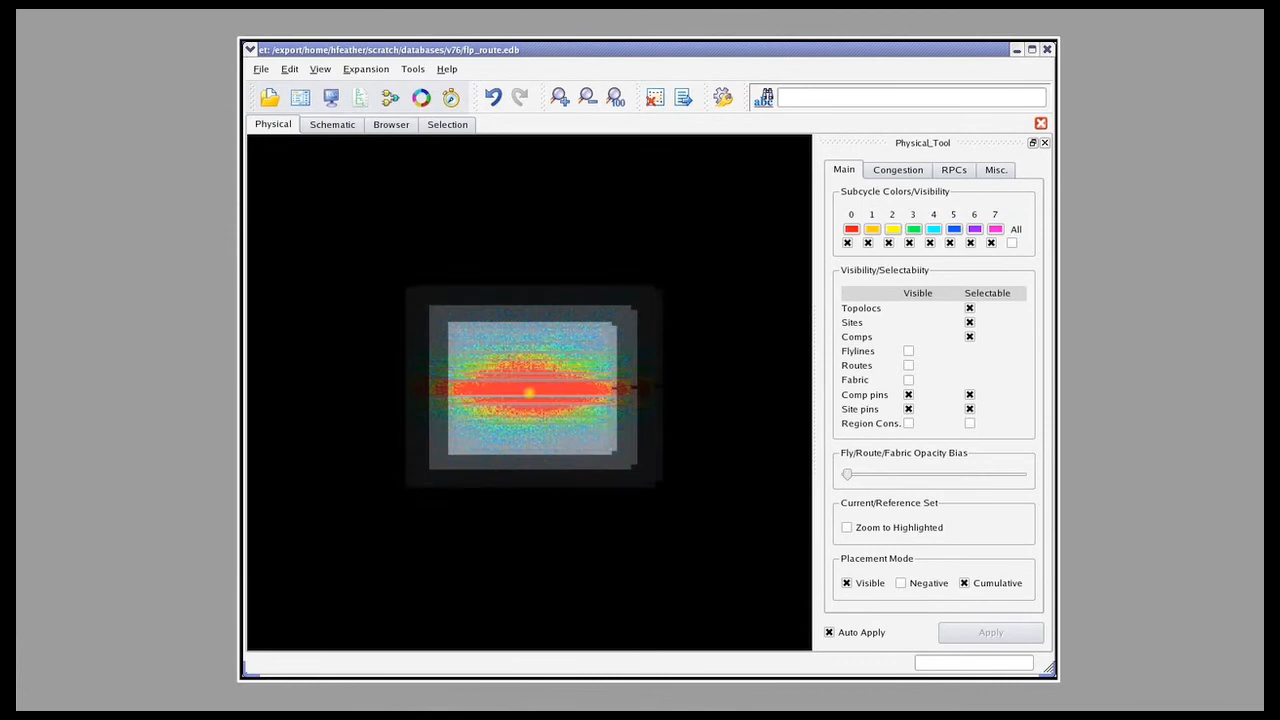 et: /export/home/hfeather/scratch/databases/v76/flp_route.edb
File Edit View Expansion Tools Help
100 abc
Physical Schematic Browser Selection
Physical_Tool
Main Congestion RPCs Misc.
Subcycle Colors/Visibility
0 1 2 3 4 5 6 7
All
Visibility/Selectability
Visible Selectable
Topolocs
Sites
Comps
Flylines
Routes
Fabric
Comp pins
Site pins
Region Cons.
Fly/Route/Fabric Opacity Bias
Current/Reference Set
Zoom to Highlighted
Placement Mode
Visible Negative Cumulative
Auto Apply Apply